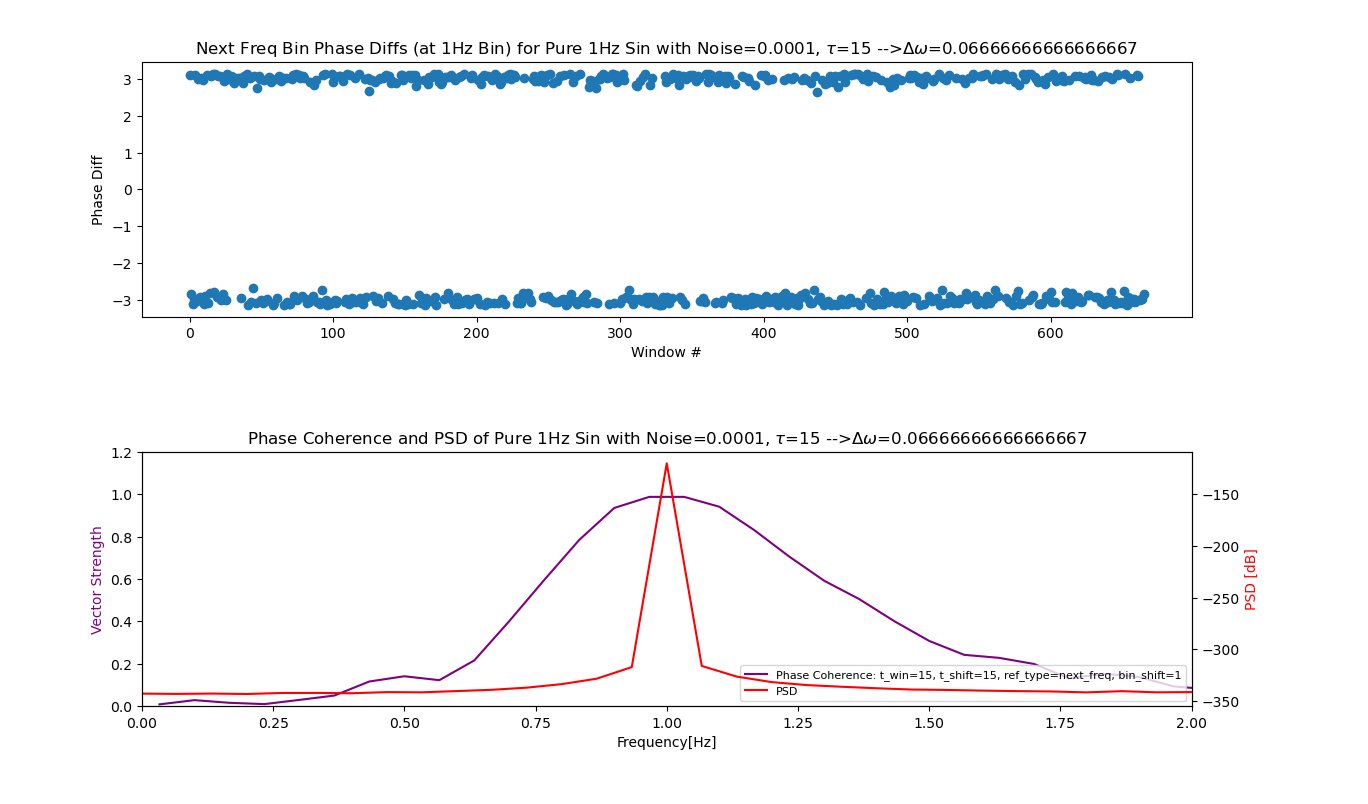 Next Freq Bin Phase Diffs (at 1Hz Bin) for Pure 1Hz Sin with Noise=0.0001, τ=15 -->Δω=0.06666666666666667
3
2
1
0
−1
−2
−3
Phase Diff
0 100 200 300 400 500 600
Window #
Phase Coherence and PSD of Pure 1Hz Sin with Noise=0.0001, τ=15 -->Δω=0.06666666666666667
1.2
1.0
0.8
0.6
0.4
0.2
0.0
Vector Strength
−150
−200
−250
−300
−350
PSD [dB]
Phase Coherence: t_win=15, t_shift=15, ref_type=next_freq, bin_shift=1
PSD
0.00 0.25 0.50 0.75 1.00 1.25 1.50 1.75 2.00
Frequency[Hz]